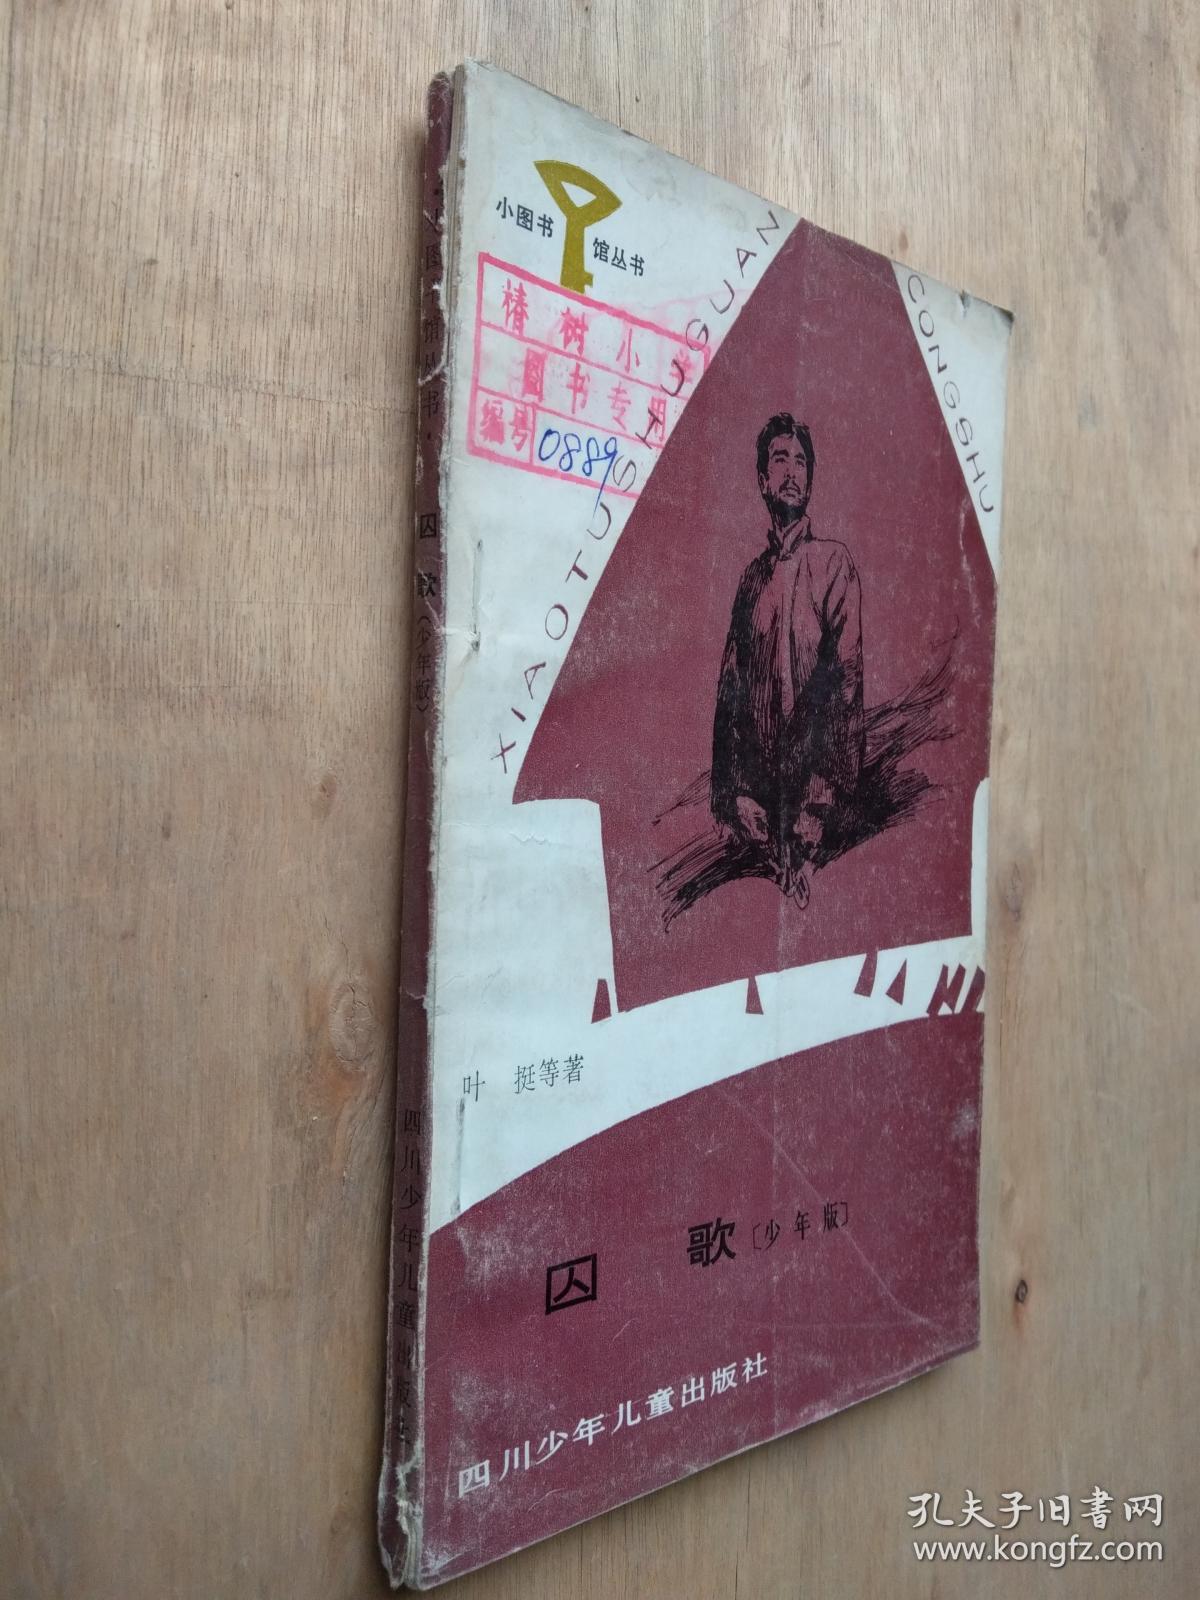 小图书
馆丛书
XIAOTUSHUGUAN
CONGSHU
椿树小学
图书专用
编号 0889
叶 挺等著
囚 歌〔少年版〕
四川少年儿童出版社
小图书馆丛书·
囚 歌(少年版)
四川少年儿童出版社
孔夫子旧书网
www.kongfz.com